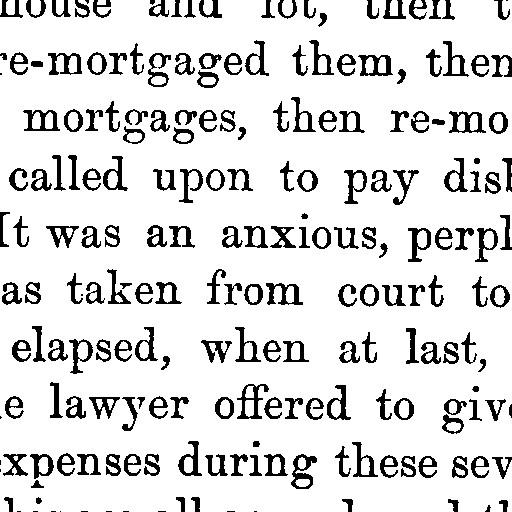 house and lot, then
re-mortgaged them, then
mortgages, then re-mo
called upon to pay dis
It was an anxious, perpl
as taken from court to
elapsed, when at last,
e lawyer offered to give
expenses during these sev